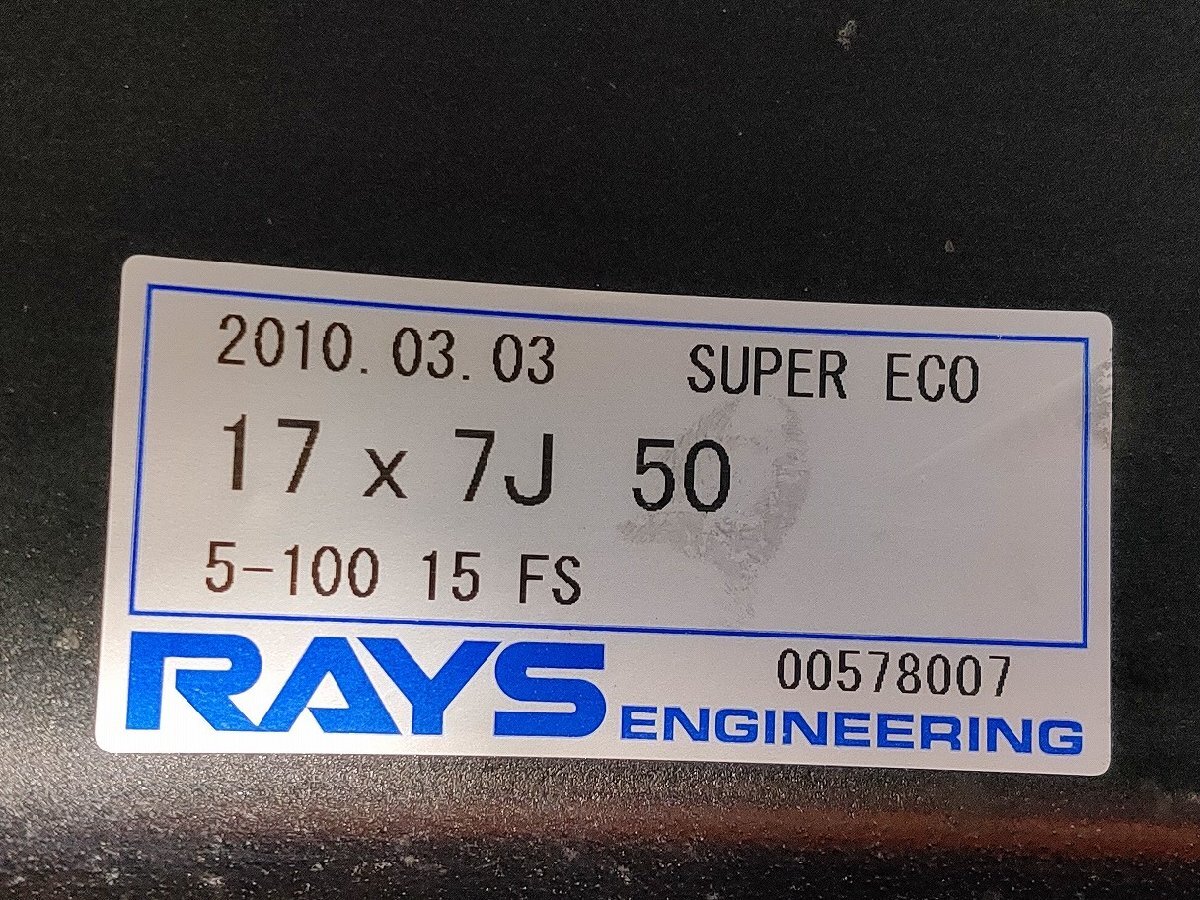 2010.03.03 SUPER ECO
17 x 7J 50
5-100 15 FS
00578007
RAYS ENGINEERING